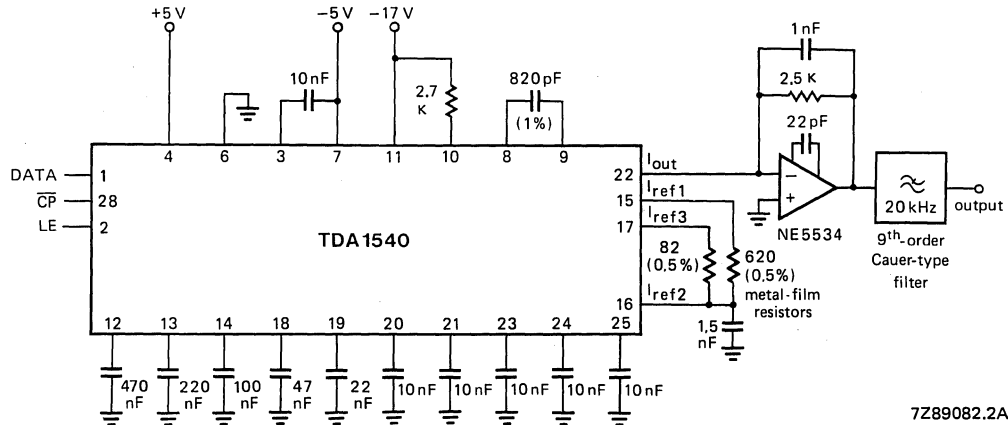 +5 V
−5 V
−17 V
10 nF
2.7
K
820 pF
(1%)
1 nF
2.5 K
22 pF
4
6
3
7
11
10
8
9
DATA
1
CP
28
LE
2
TDA1540
22
Iout
15
Iref1
17
Iref3
16
Iref2
82
(0,5%)
620
(0,5%)
metal-film
resistors
1,5
nF
−
+
NE5534
20 kHz
output
9th-order
Cauer-type
filter
12
13
14
18
19
20
21
23
24
25
470
nF
220
nF
100
nF
47
nF
22
nF
10 nF
10 nF
10 nF
10 nF
10 nF
7Z89082.2A